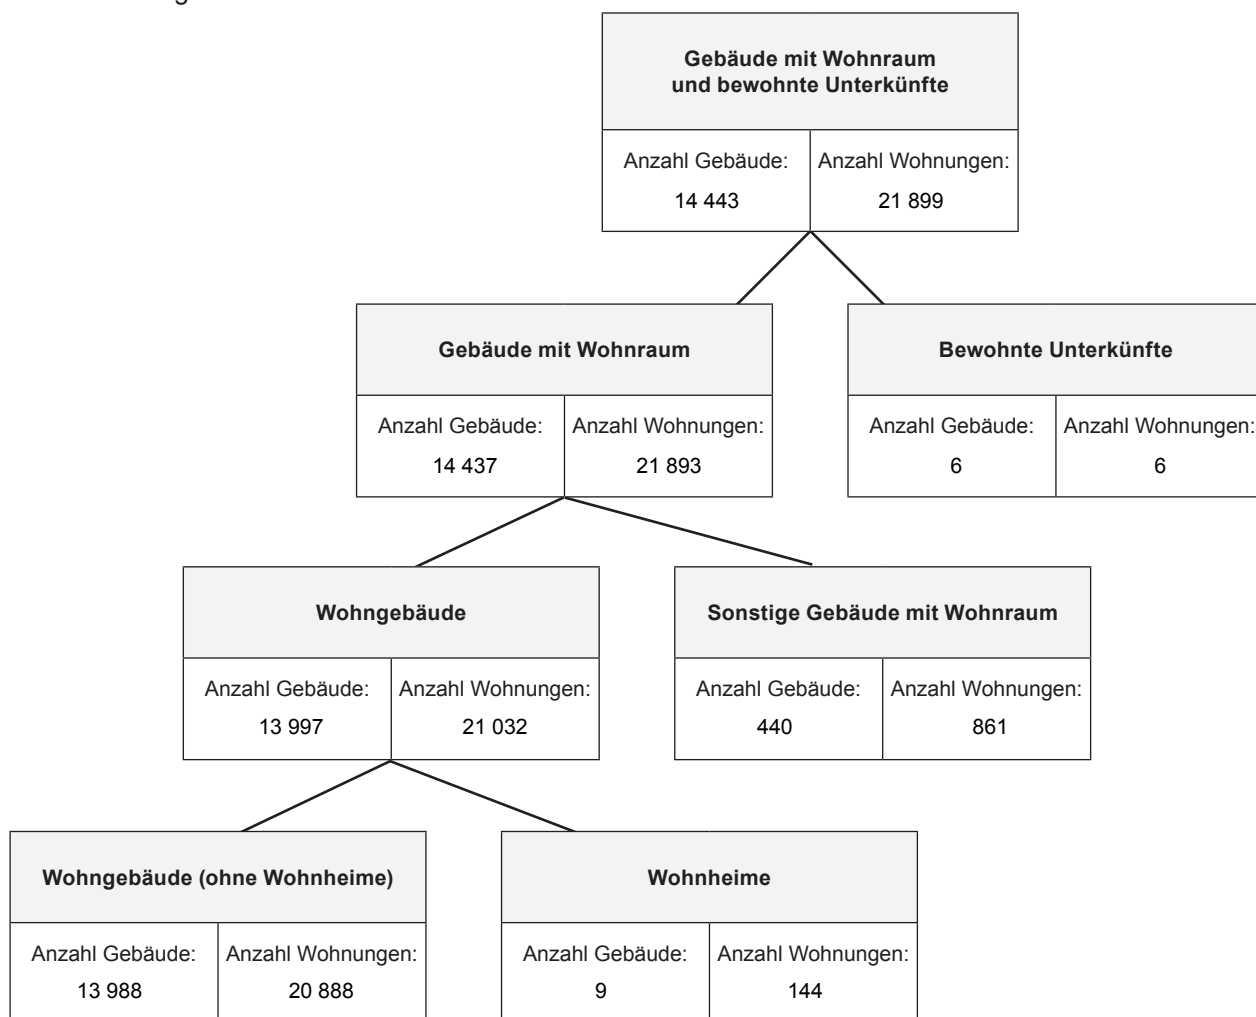 Gebäude mit Wohnraum
und bewohnte Unterkünfte
Anzahl Gebäude: Anzahl Wohnungen:
14 443 21 899
Gebäude mit Wohnraum
Anzahl Gebäude: Anzahl Wohnungen:
14 437 21 893
Bewohnte Unterkünfte
Anzahl Gebäude: Anzahl Wohnungen:
6 6
Wohngebäude
Anzahl Gebäude: Anzahl Wohnungen:
13 997 21 032
Sonstige Gebäude mit Wohnraum
Anzahl Gebäude: Anzahl Wohnungen:
440 861
Wohngebäude (ohne Wohnheime)
Anzahl Gebäude: Anzahl Wohnungen:
13 988 20 888
Wohnheime
Anzahl Gebäude: Anzahl Wohnungen:
9 144